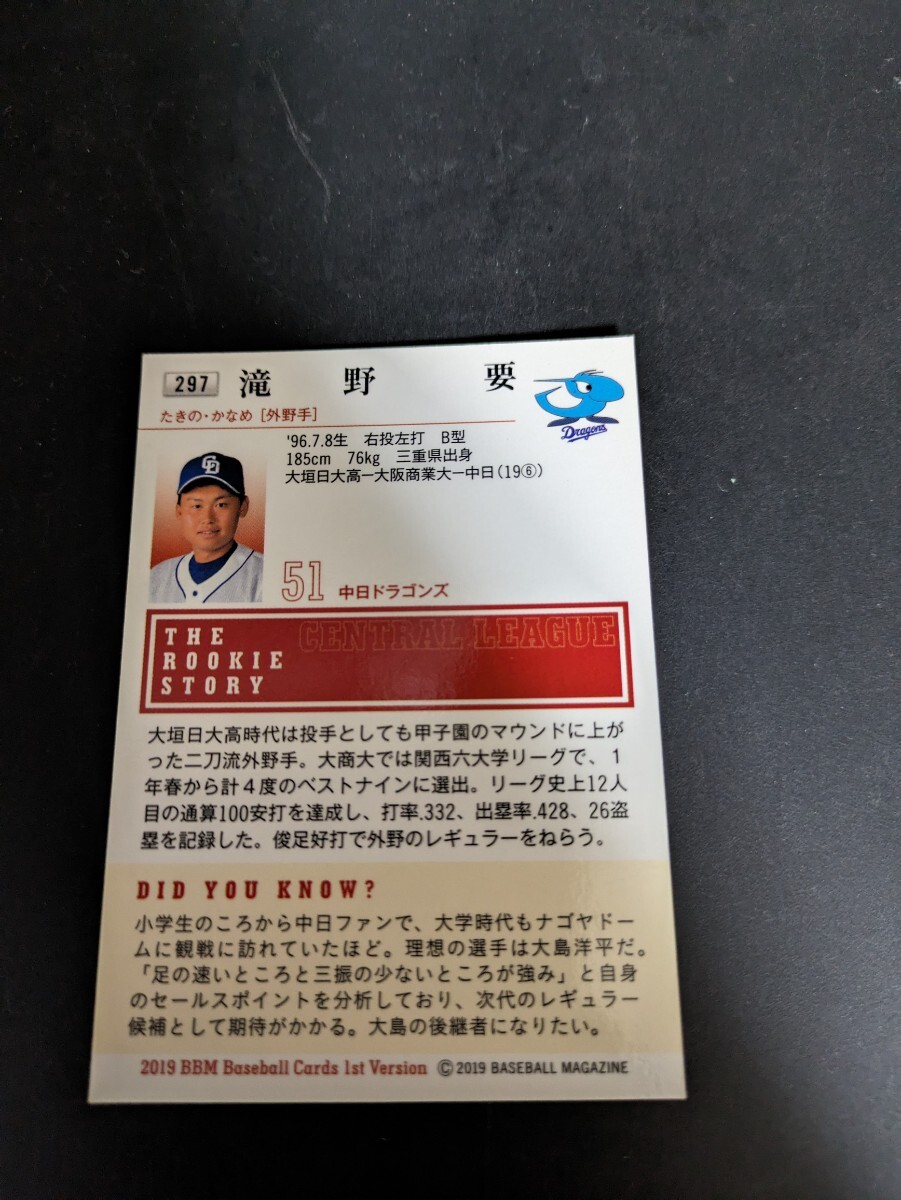 297 滝野 要
たきの・かなめ [外野手]
Dragons
'96.7.8生 右投左打 B型
185cm 76kg 三重県出身
大垣日大高ー大阪商業大ー中日(19⑥)
CD
51 中日ドラゴンズ
CENTRAL LEAGUE
THE
ROOKIE
STORY
大垣日大高時代は投手としても甲子園のマウンドに上が
った二刀流外野手。大商大では関西六大学リーグで、1
年春から計4度のベストナインに選出。リーグ史上12人
目の通算100安打を達成し、打率.332、出塁率.428、26盗
塁を記録した。俊足好打で外野のレギュラーをねらう。
DID YOU KNOW?
小学生のころから中日ファンで、大学時代もナゴヤドー
ムに観戦に訪れていたほど。理想の選手は大島洋平だ。
「足の速いところと三振の少ないところが強み」と自身
のセールスポイントを分析しており、次代のレギュラー
候補として期待がかかる。大島の後継者になりたい。
2019 BBM Baseball Cards 1st Version ©2019 BASEBALL MAGAZINE